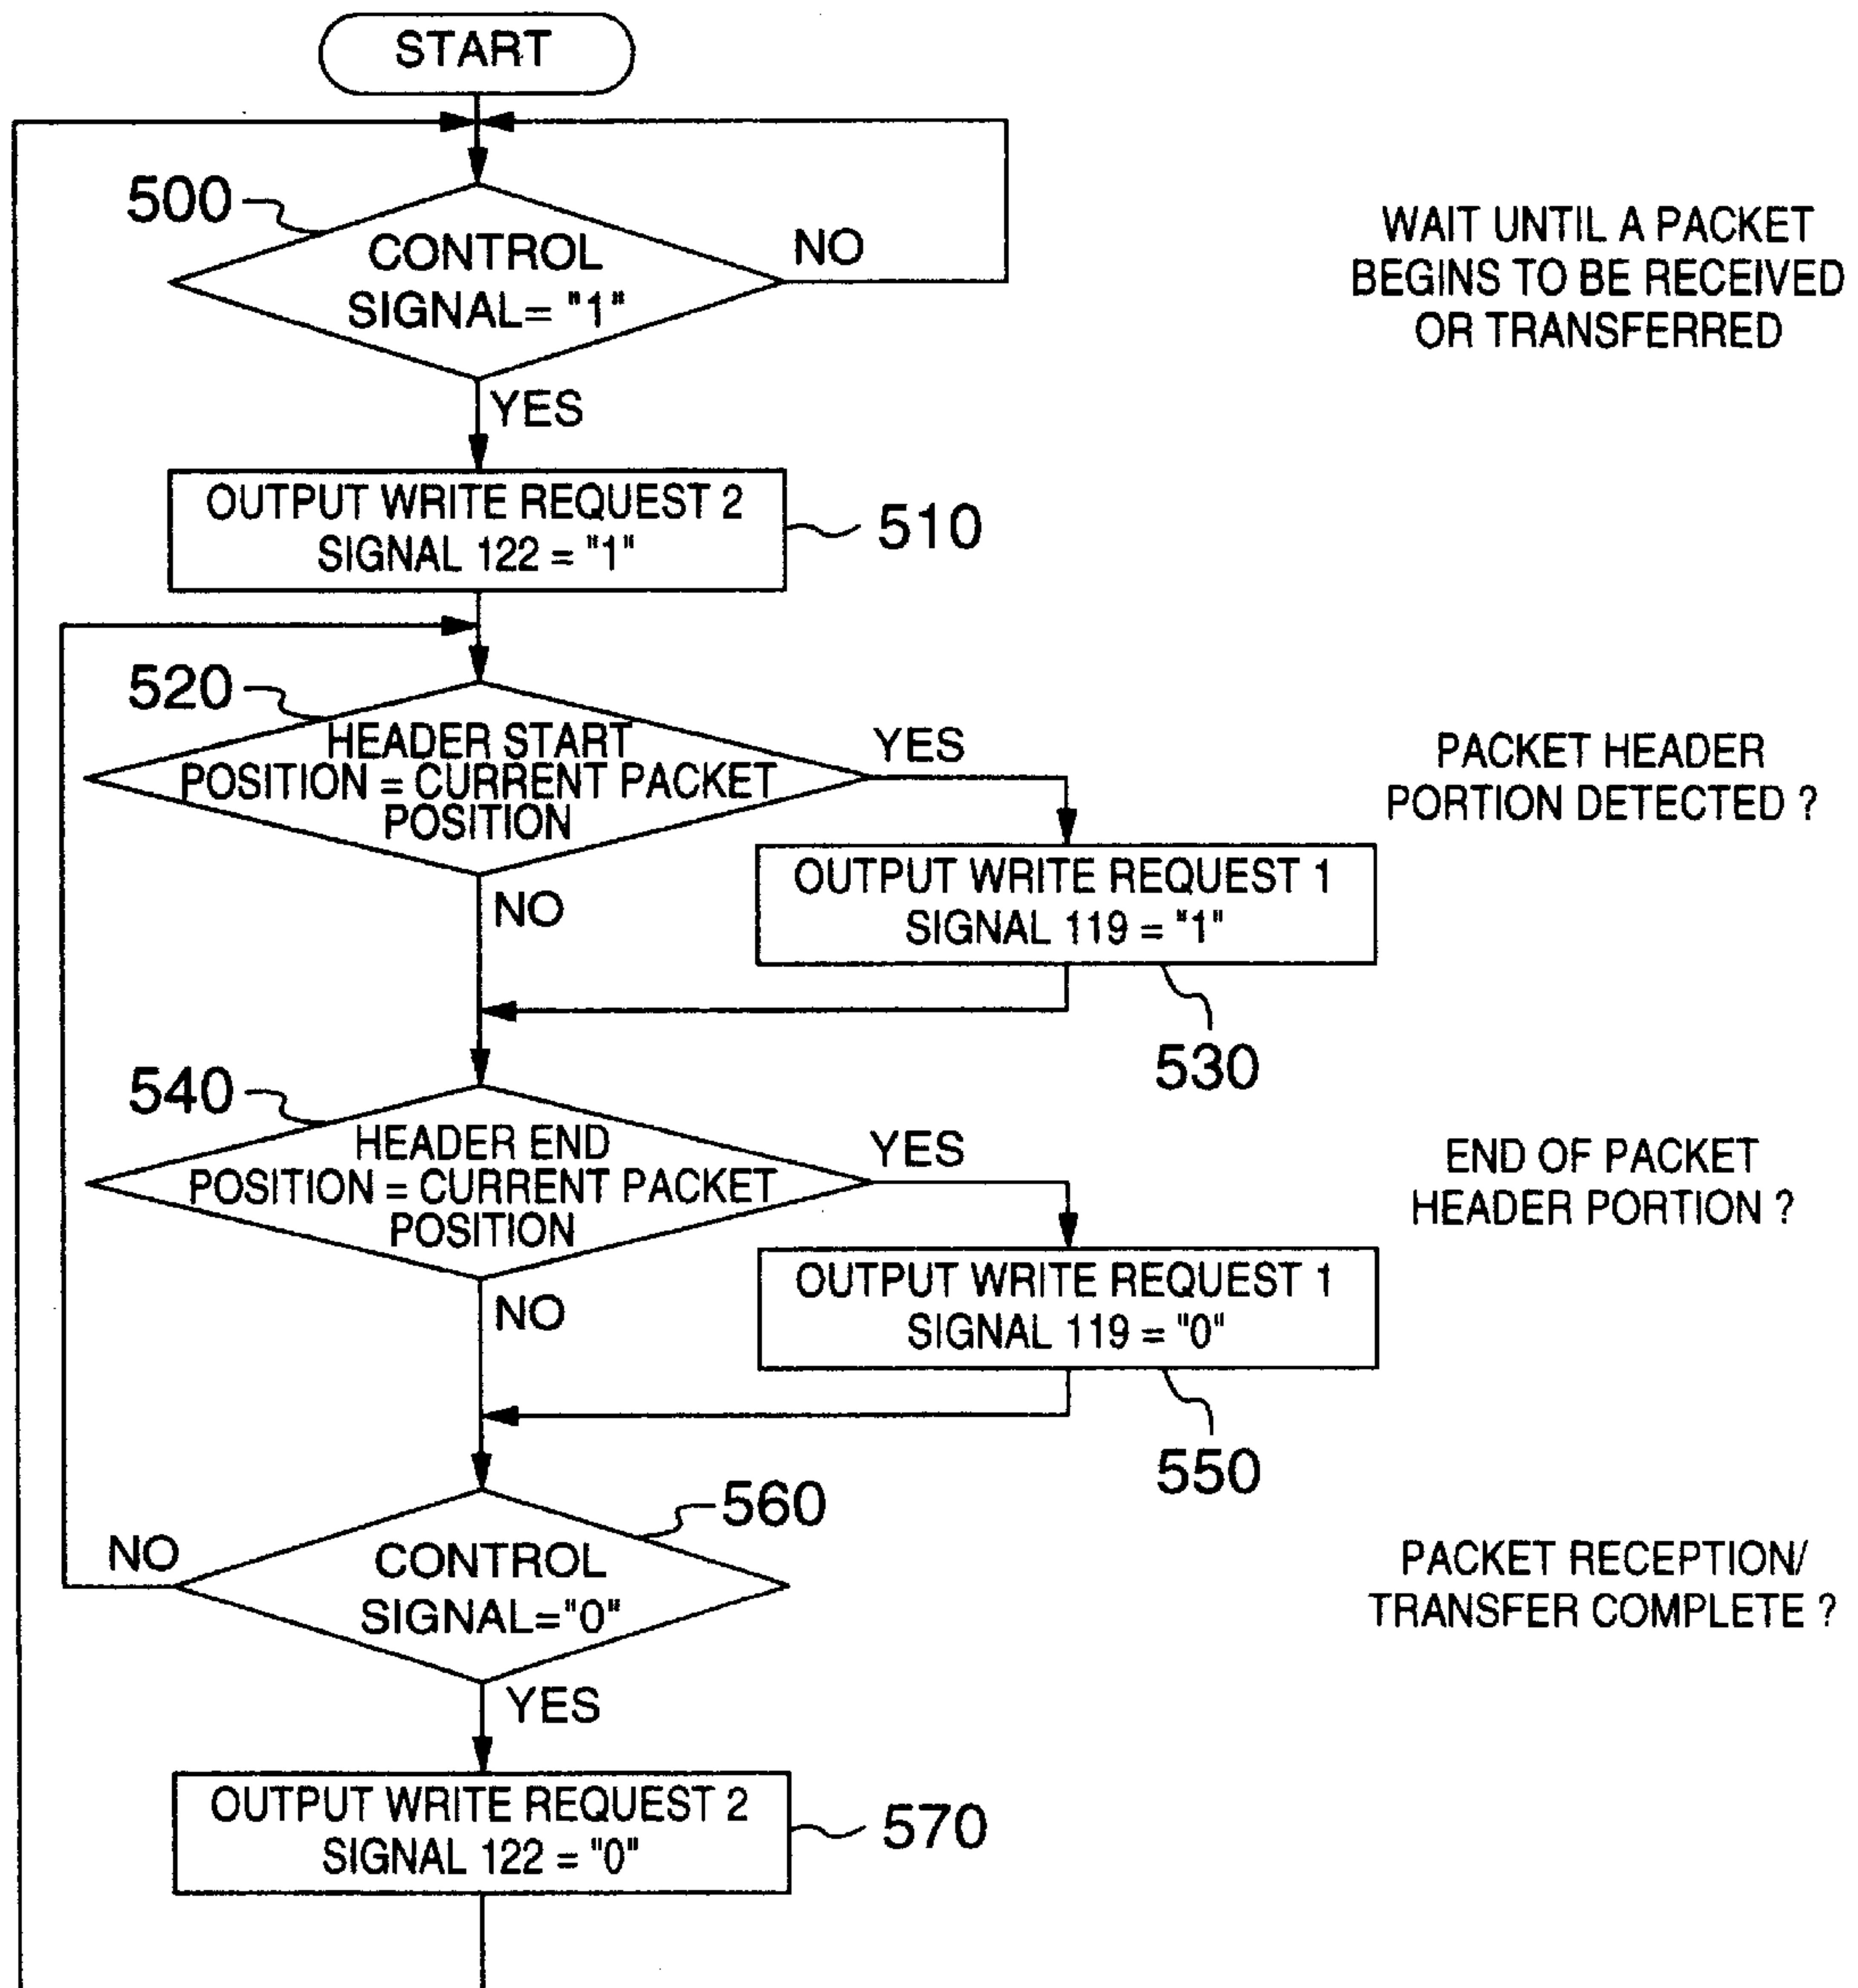 START
500
CONTROL
SIGNAL= "1"
NO
WAIT UNTIL A PACKET
BEGINS TO BE RECEIVED
OR TRANSFERRED
YES
OUTPUT WRITE REQUEST 2
SIGNAL 122 = "1"
510
520
HEADER START
POSITION = CURRENT PACKET
POSITION
YES
PACKET HEADER
PORTION DETECTED ?
NO
OUTPUT WRITE REQUEST 1
SIGNAL 119 = "1"
530
540
HEADER END
POSITION = CURRENT PACKET
POSITION
YES
END OF PACKET
HEADER PORTION ?
NO
OUTPUT WRITE REQUEST 1
SIGNAL 119 = "0"
550
560
NO
CONTROL
SIGNAL="0"
PACKET RECEPTION/
TRANSFER COMPLETE ?
YES
OUTPUT WRITE REQUEST 2
SIGNAL 122 = "0"
570